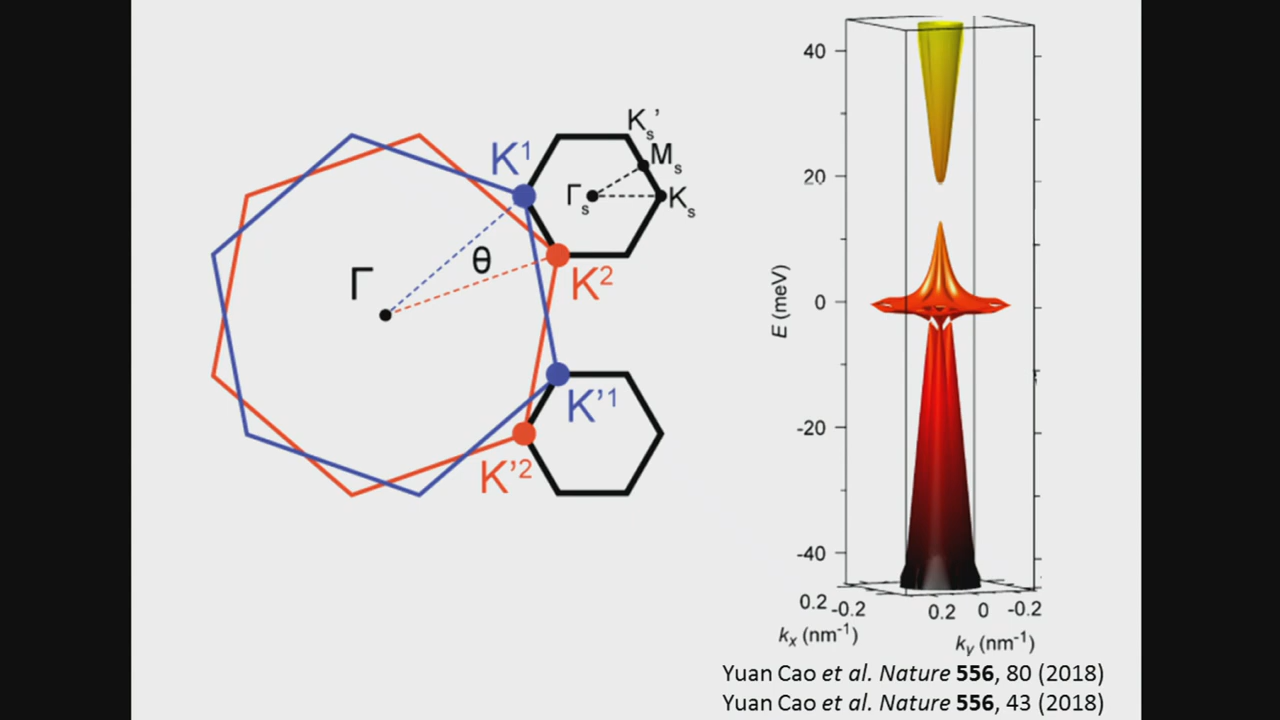 K¹
K²
K'¹
K'²
Γ
θ
Kₛ'
Mₛ
Γₛ
Kₛ
40
20
0
-20
-40
E (meV)
0.2
-0.2
kₓ (nm⁻¹)
0.2
0
-0.2
kᵧ (nm⁻¹)
Yuan Cao et al. Nature 556, 80 (2018)
Yuan Cao et al. Nature 556, 43 (2018)